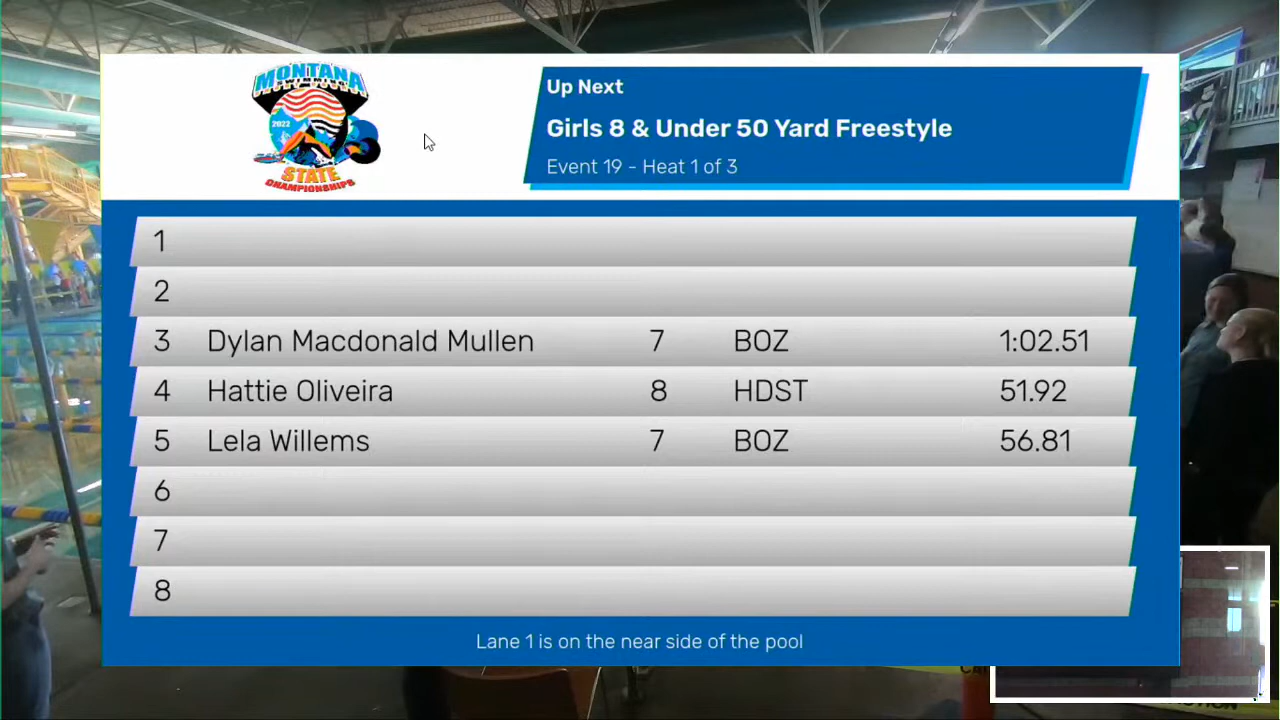 MONTANA
SWIMMING
2022
STATE
CHAMPIONSHIPS
Up Next
Girls 8 & Under 50 Yard Freestyle
Event 19 - Heat 1 of 3
1
2
3 Dylan Macdonald Mullen 7 BOZ 1:02.51
4 Hattie Oliveira 8 HDST 51.92
5 Lela Willems 7 BOZ 56.81
6
7
8
Lane 1 is on the near side of the pool